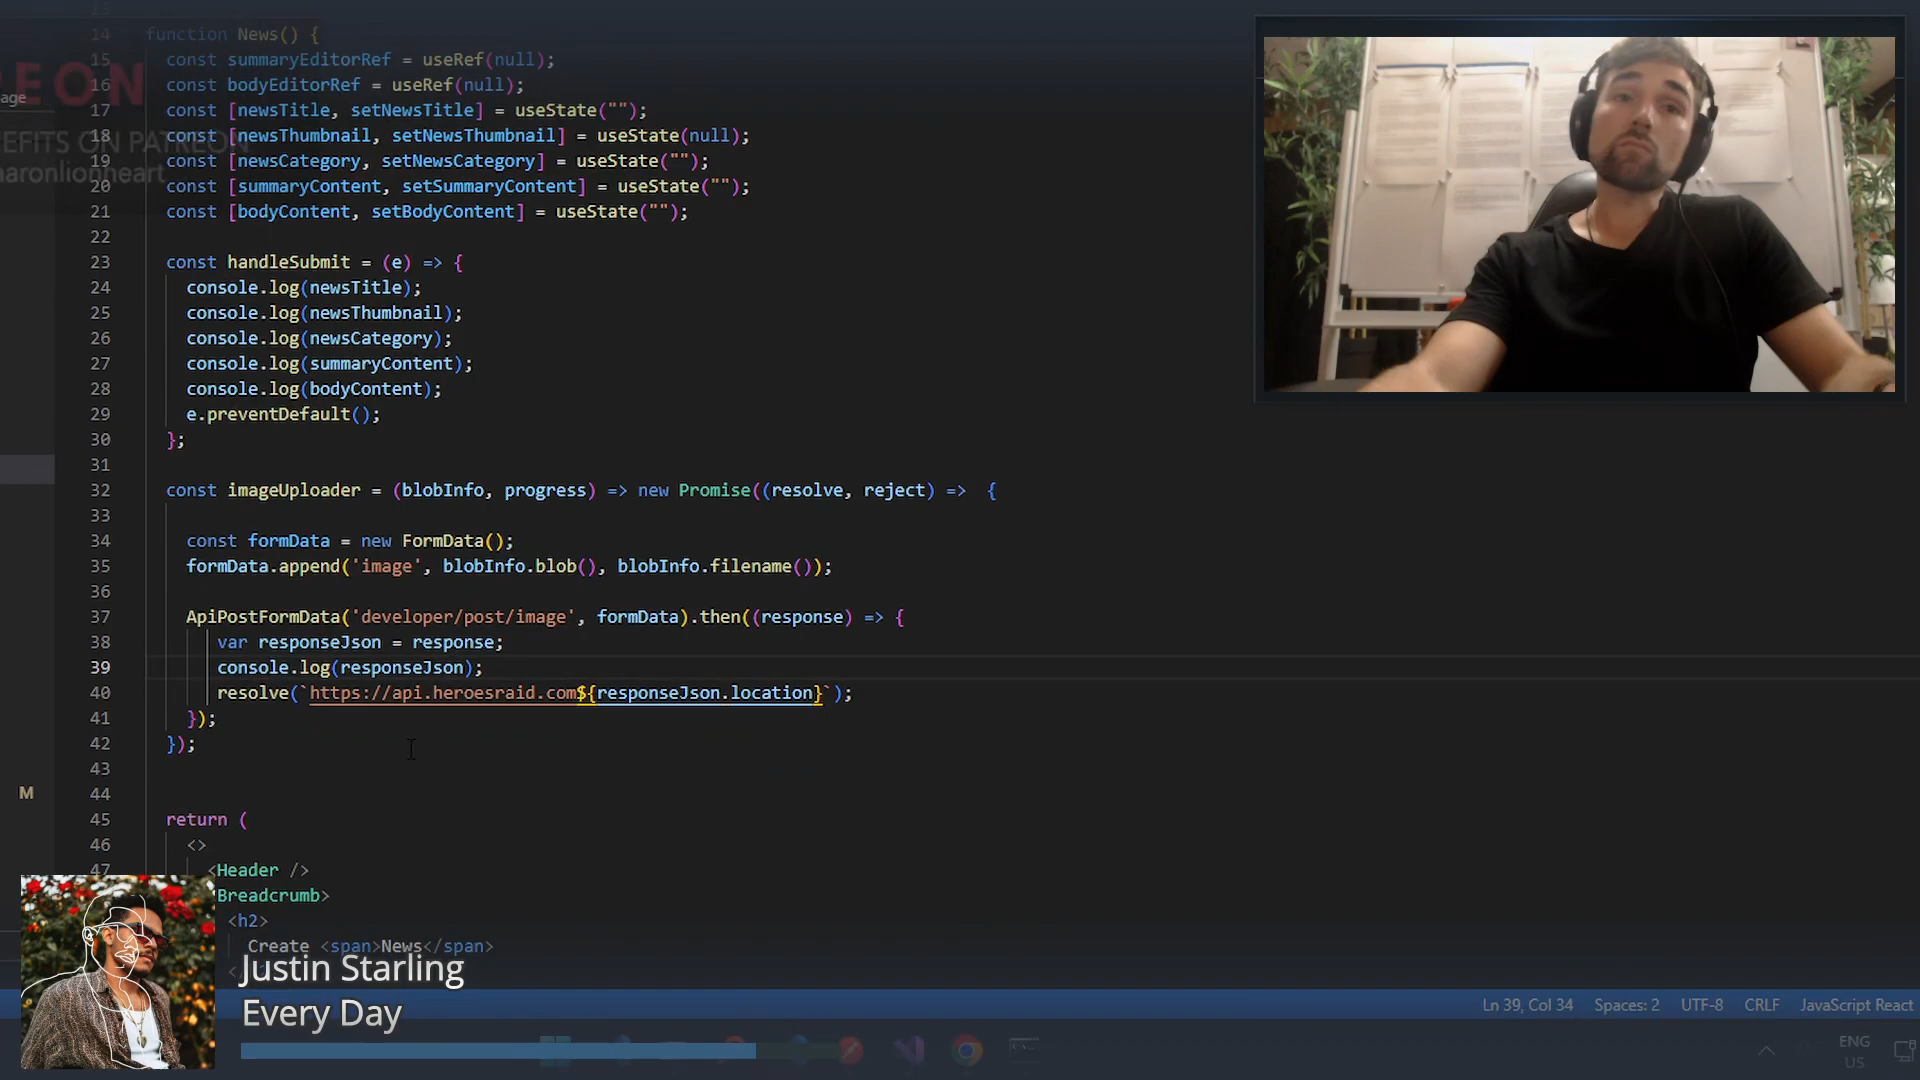 13
14 function News() {
15 const summaryEditorRef = useRef(null);
16 const bodyEditorRef = useRef(null);
17 const [newsTitle, setNewsTitle] = useState("");
18 const [newsThumbnail, setNewsThumbnail] = useState(null);
19 const [newsCategory, setNewsCategory] = useState("");
20 const [summaryContent, setSummaryContent] = useState("");
21 const [bodyContent, setBodyContent] = useState("");
22
23 const handleSubmit = (e) => {
24 console.log(newsTitle);
25 console.log(newsThumbnail);
26 console.log(newsCategory);
27 console.log(summaryContent);
28 console.log(bodyContent);
29 e.preventDefault();
30 };
31
32 const imageUploader = (blobInfo, progress) => new Promise((resolve, reject) =>  {
33
34 const formData = new FormData();
35 formData.append('image', blobInfo.blob(), blobInfo.filename());
36
37 ApiPostFormData('developer/post/image', formData).then((response) => {
38 var responseJson = response;
39 console.log(responseJson);
40 resolve(`https://api.heroesraid.com${responseJson.location}`);
41 });
42 });
43
44
45 return (
46 <>
47 <Header />
Breadcrumb>
<h2>
Create <span>News</span>
EON
age
EFITS ON PATREON
aronlionheart
M
Justin Starling
Every Day
Ln 39, Col 34 Spaces: 2 UTF-8 CRLF JavaScript React
ENG
US